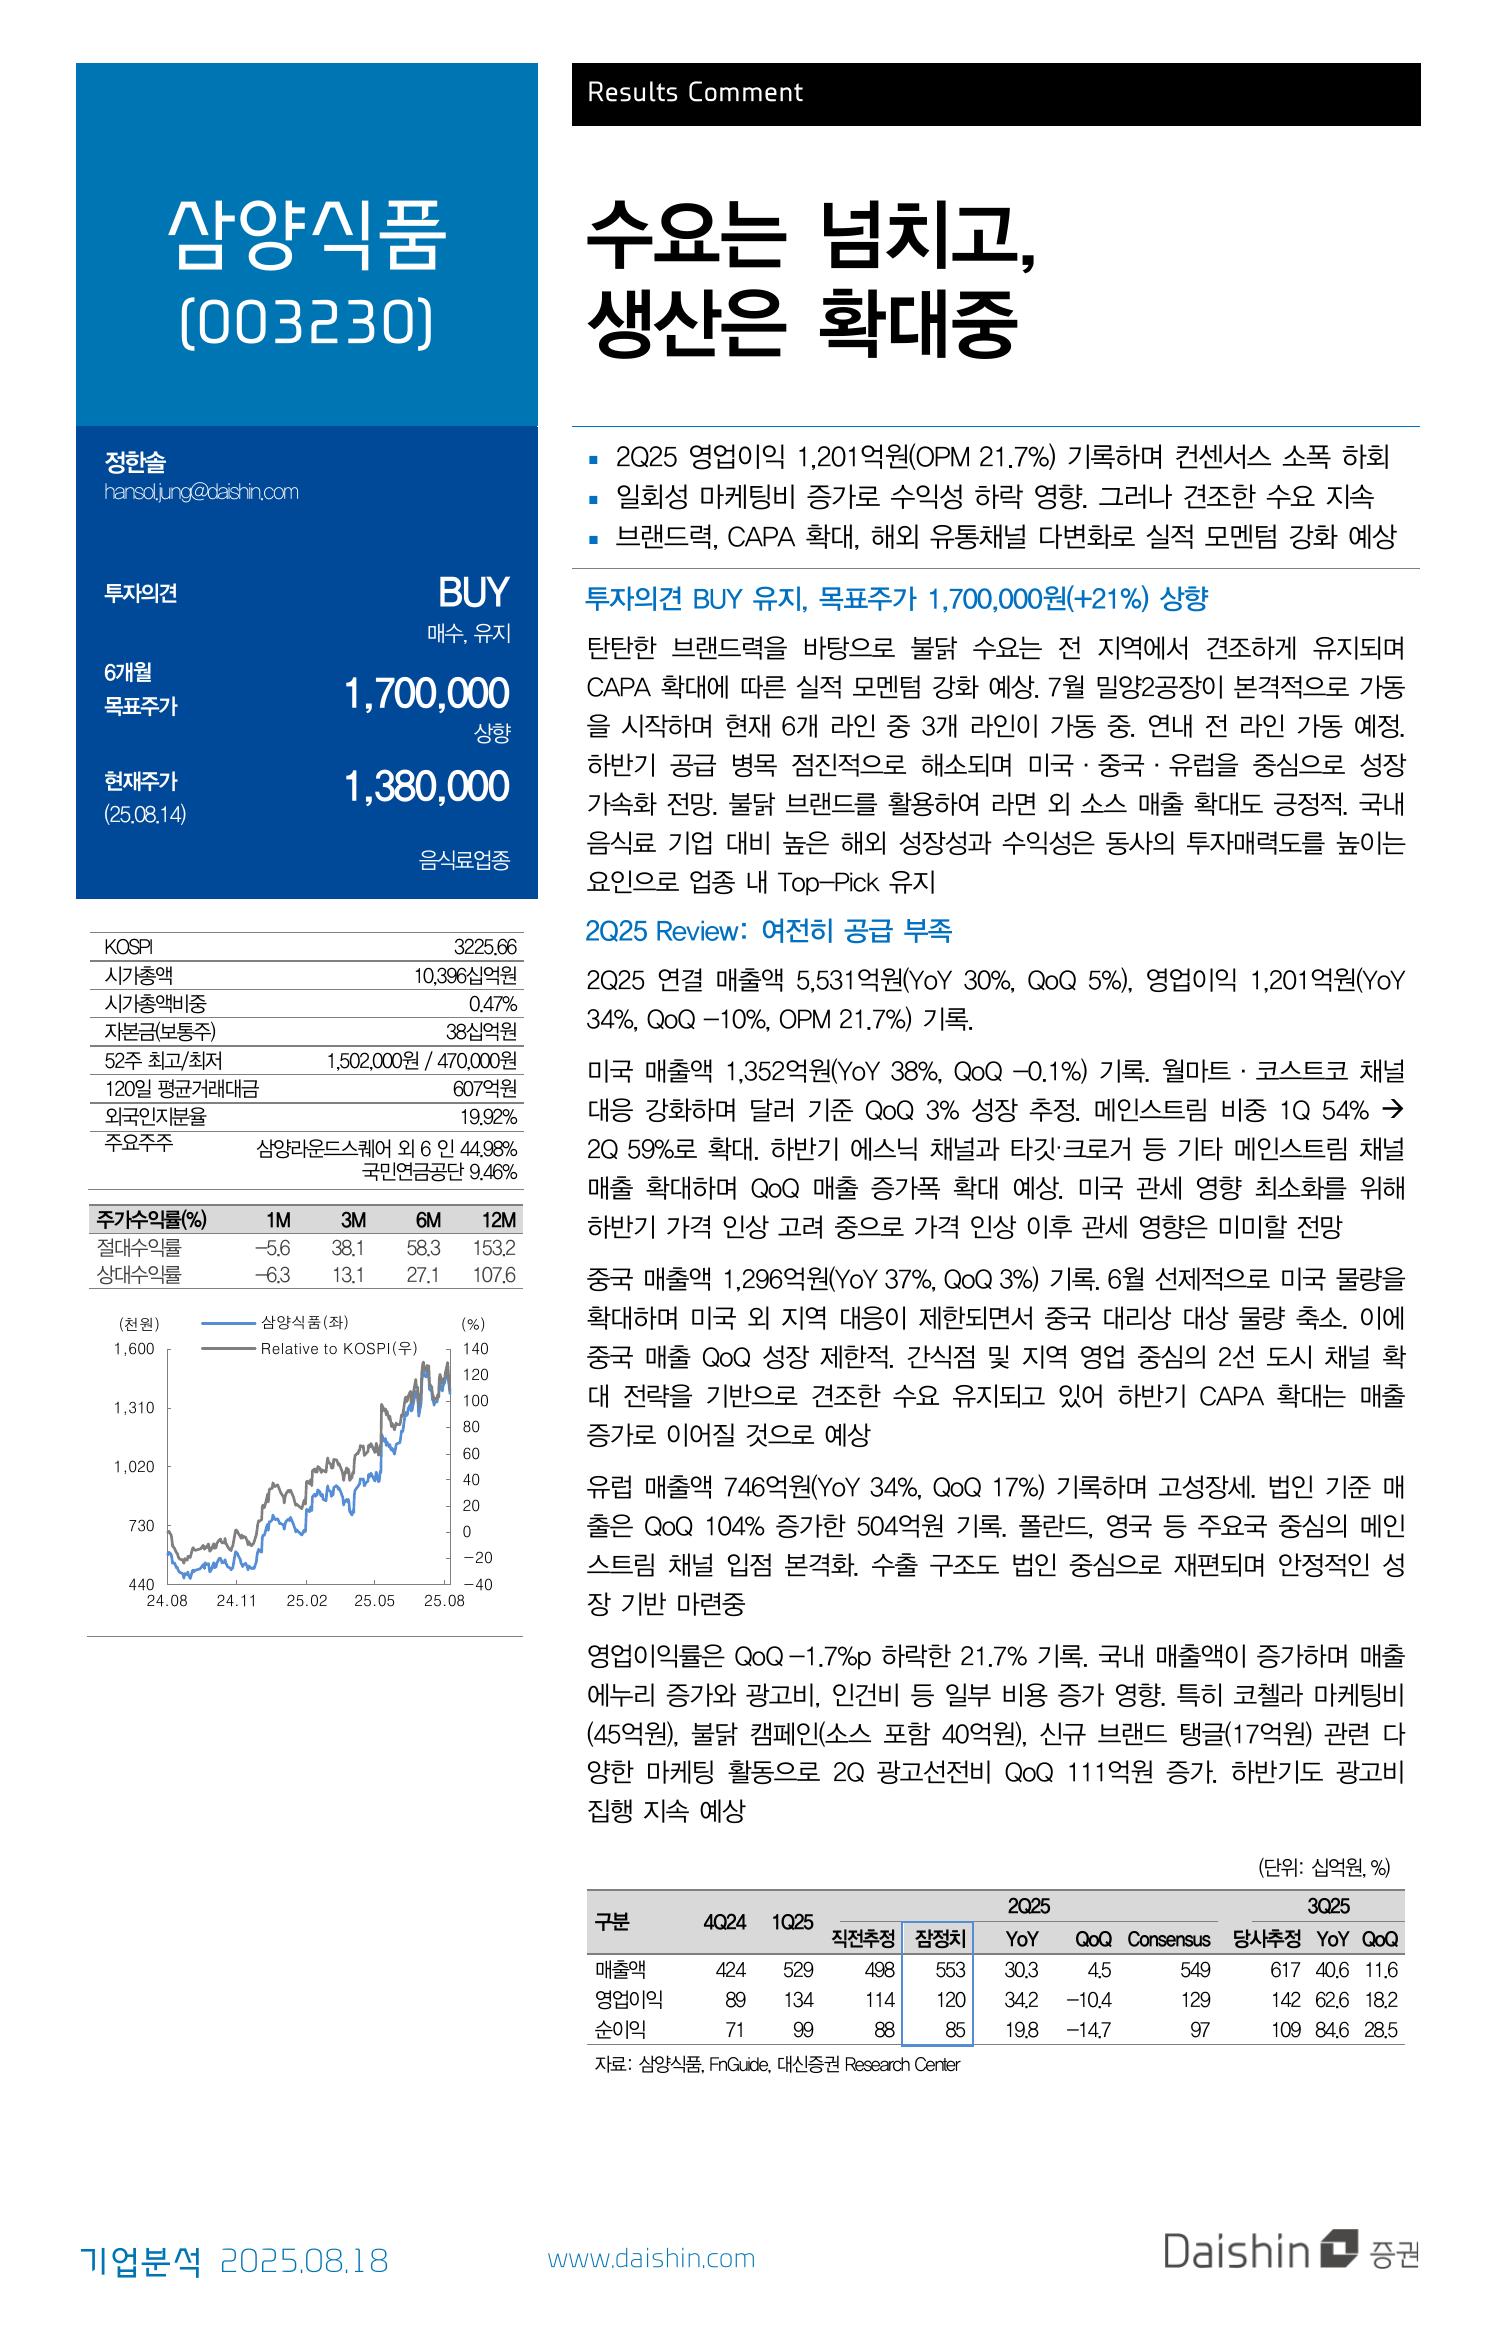 Results Comment
삼양식품
(003230)
수요는 넘치고,
생산은 확대중
정한솔
hansol.jung@daishin.com
투자의견 BUY
매수, 유지
6개월
목표주가 1,700,000
상향
현재주가 1,380,000
(25.08.14)
음식료업종
KOSPI 3225.66
시가총액 10,396십억원
시가총액비중 0.47%
자본금(보통주) 38십억원
52주 최고/최저 1,502,000원 / 470,000원
120일 평균거래대금 607억원
외국인지분율 19.92%
주요주주 삼양라운드스퀘어 외 6 인 44.98%
국민연금공단 9.46%
주가수익률(%) 1M 3M 6M 12M
절대수익률 -5.6 38.1 58.3 153.2
상대수익률 -6.3 13.1 27.1 107.6
(천원) 삼양식품(좌) (%)
Relative to KOSPI(우)
1,600 140
120
1,310 100
80
1,020 60
40
730 20
0
-20
440 -40
24.08 24.11 25.02 25.05 25.08
▪ 2Q25 영업이익 1,201억원(OPM 21.7%) 기록하며 컨센서스 소폭 하회
▪ 일회성 마케팅비 증가로 수익성 하락 영향. 그러나 견조한 수요 지속
▪ 브랜드력, CAPA 확대, 해외 유통채널 다변화로 실적 모멘텀 강화 예상
투자의견 BUY 유지, 목표주가 1,700,000원(+21%) 상향
탄탄한 브랜드력을 바탕으로 불닭 수요는 전 지역에서 견조하게 유지되며
CAPA 확대에 따른 실적 모멘텀 강화 예상. 7월 밀양2공장이 본격적으로 가동
을 시작하며 현재 6개 라인 중 3개 라인이 가동 중. 연내 전 라인 가동 예정.
하반기 공급 병목 점진적으로 해소되며 미국 · 중국 · 유럽을 중심으로 성장
가속화 전망. 불닭 브랜드를 활용하여 라면 외 소스 매출 확대도 긍정적. 국내
음식료 기업 대비 높은 해외 성장성과 수익성은 동사의 투자매력도를 높이는
요인으로 업종 내 Top-Pick 유지
2Q25 Review: 여전히 공급 부족
2Q25 연결 매출액 5,531억원(YoY 30%, QoQ 5%), 영업이익 1,201억원(YoY
34%, QoQ -10%, OPM 21.7%) 기록.
미국 매출액 1,352억원(YoY 38%, QoQ -0.1%) 기록. 월마트 · 코스트코 채널
대응 강화하며 달러 기준 QoQ 3% 성장 추정. 메인스트림 비중 1Q 54% →
2Q 59%로 확대. 하반기 에스닉 채널과 타깃·크로거 등 기타 메인스트림 채널
매출 확대하며 QoQ 매출 증가폭 확대 예상. 미국 관세 영향 최소화를 위해
하반기 가격 인상 고려 중으로 가격 인상 이후 관세 영향은 미미할 전망
중국 매출액 1,296억원(YoY 37%, QoQ 3%) 기록. 6월 선제적으로 미국 물량을
확대하며 미국 외 지역 대응이 제한되면서 중국 대리상 대상 물량 축소. 이에
중국 매출 QoQ 성장 제한적. 간식점 및 지역 영업 중심의 2선 도시 채널 확
대 전략을 기반으로 견조한 수요 유지되고 있어 하반기 CAPA 확대는 매출
증가로 이어질 것으로 예상
유럽 매출액 746억원(YoY 34%, QoQ 17%) 기록하며 고성장세. 법인 기준 매
출은 QoQ 104% 증가한 504억원 기록. 폴란드, 영국 등 주요국 중심의 메인
스트림 채널 입점 본격화. 수출 구조도 법인 중심으로 재편되며 안정적인 성
장 기반 마련중
영업이익률은 QoQ -1.7%p 하락한 21.7% 기록. 국내 매출액이 증가하며 매출
에누리 증가와 광고비, 인건비 등 일부 비용 증가 영향. 특히 코첼라 마케팅비
(45억원), 불닭 캠페인(소스 포함 40억원), 신규 브랜드 탱글(17억원) 관련 다
양한 마케팅 활동으로 2Q 광고선전비 QoQ 111억원 증가. 하반기도 광고비
집행 지속 예상
(단위: 십억원, %)
구분 4Q24 1Q25 2Q25 3Q25
직전추정 잠정치 YoY QoQ Consensus 당사추정 YoY QoQ
매출액 424 529 498 553 30.3 4.5 549 617 40.6 11.6
영업이익 89 134 114 120 34.2 -10.4 129 142 62.6 18.2
순이익 71 99 88 85 19.8 -14.7 97 109 84.6 28.5
자료: 삼양식품, FnGuide, 대신증권 Research Center
기업분석 2025.08.18 www.daishin.com Daishin 증권